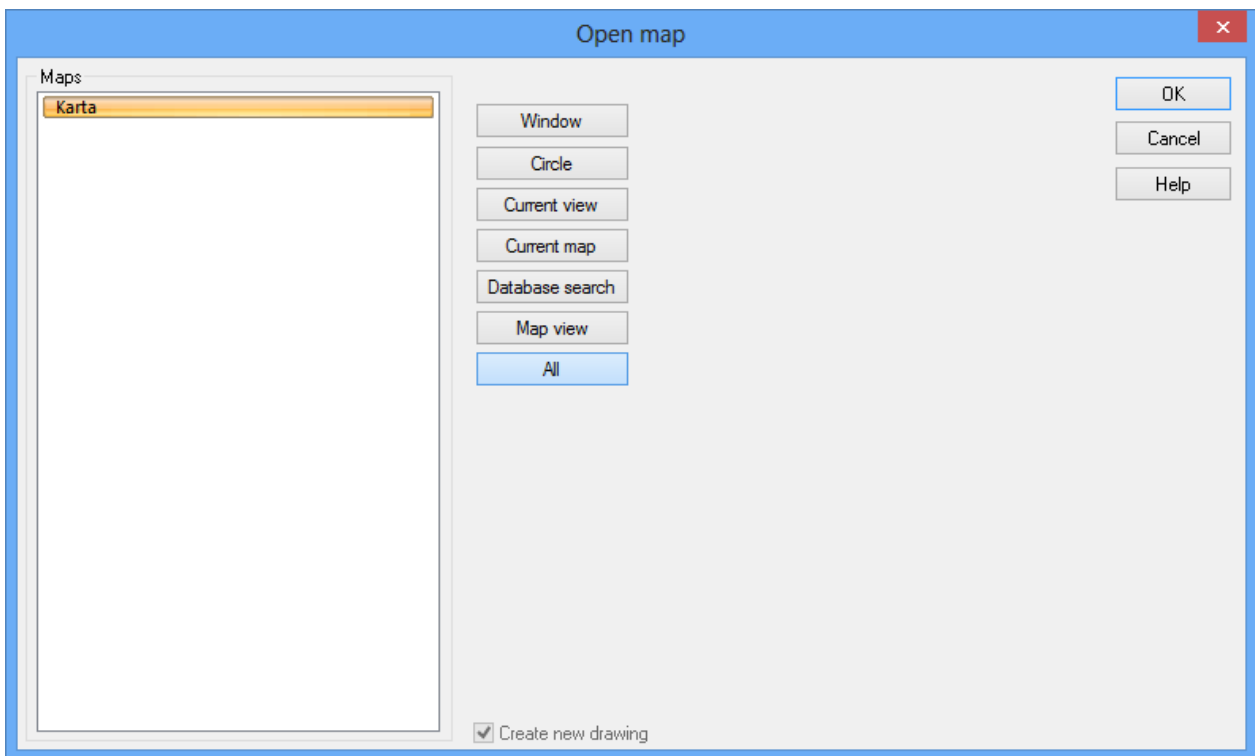 Open map
Maps
Karta
Window
Circle
Current view
Current map
Database search
Map view
All
OK
Cancel
Help
Create new drawing